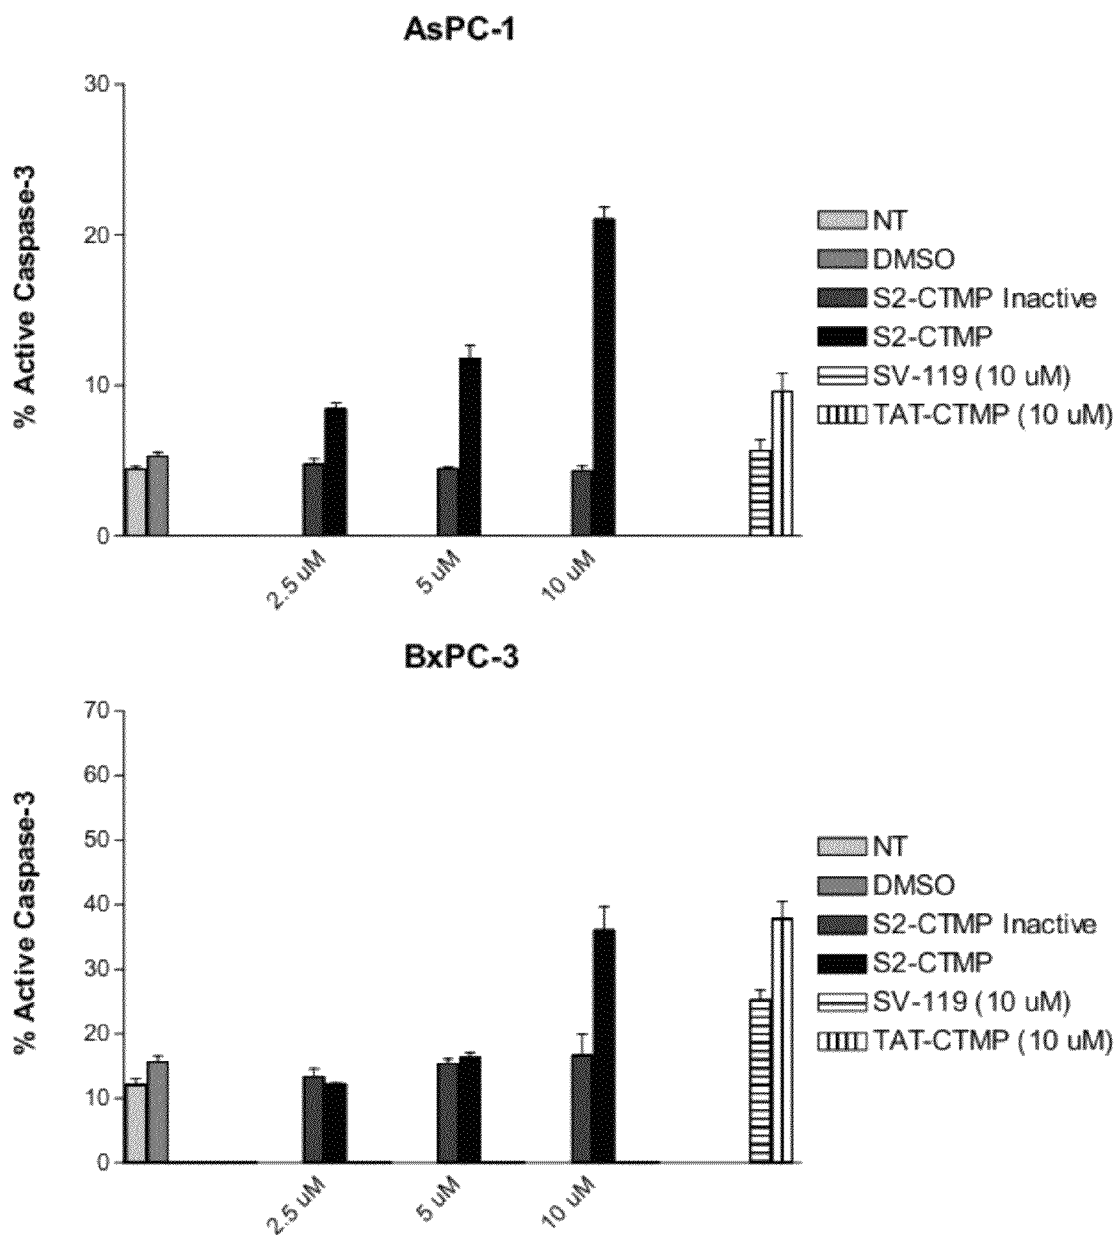 AsPC-1
% Active Caspase-3
30
20
10
0
2.5 uM
5 uM
10 uM
NT
DMSO
S2-CTMP Inactive
S2-CTMP
SV-119 (10 uM)
TAT-CTMP (10 uM)
BxPC-3
% Active Caspase-3
70
60
50
40
30
20
10
0
2.5 uM
5 uM
10 uM
NT
DMSO
S2-CTMP Inactive
S2-CTMP
SV-119 (10 uM)
TAT-CTMP (10 uM)